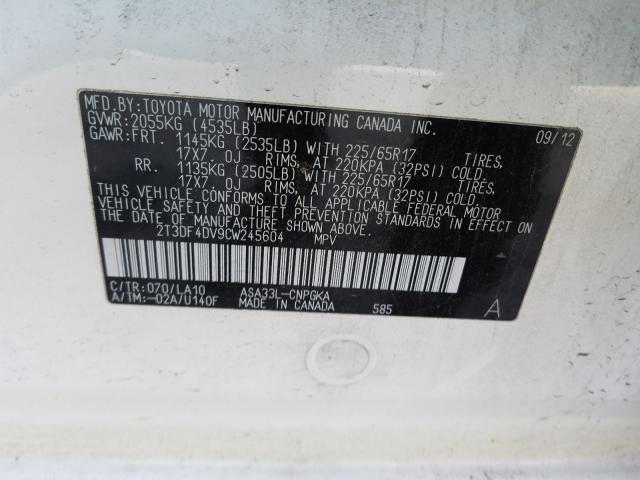 MFD.BY:TOYOTA MOTOR MANUFACTURING CANADA INC. 09/12
GVWR:2055KG (4535LB)
GAWR:FRT. 1145KG (2535LB) WITH 225/65R17 TIRES,
17X7.0J RIMS, AT 220KPA (32PSI) COLD.
RR. 1135KG (2505LB) WITH 225/65R17 TIRES,
17X7.0J RIMS, AT 220KPA (32PSI) COLD.
THIS VEHICLE CONFORMS TO ALL APPLICABLE FEDERAL MOTOR
VEHICLE SAFETY AND THEFT PREVENTION STANDARDS IN EFFECT ON
THE DATE OF MANUFACTURE SHOWN ABOVE.
2T3DF4DV9CW245604 MPV
C/TR:070/LA10 ASA33L-CNPGKA
A/TM:-02A/U140F MADE IN CANADA 585 A